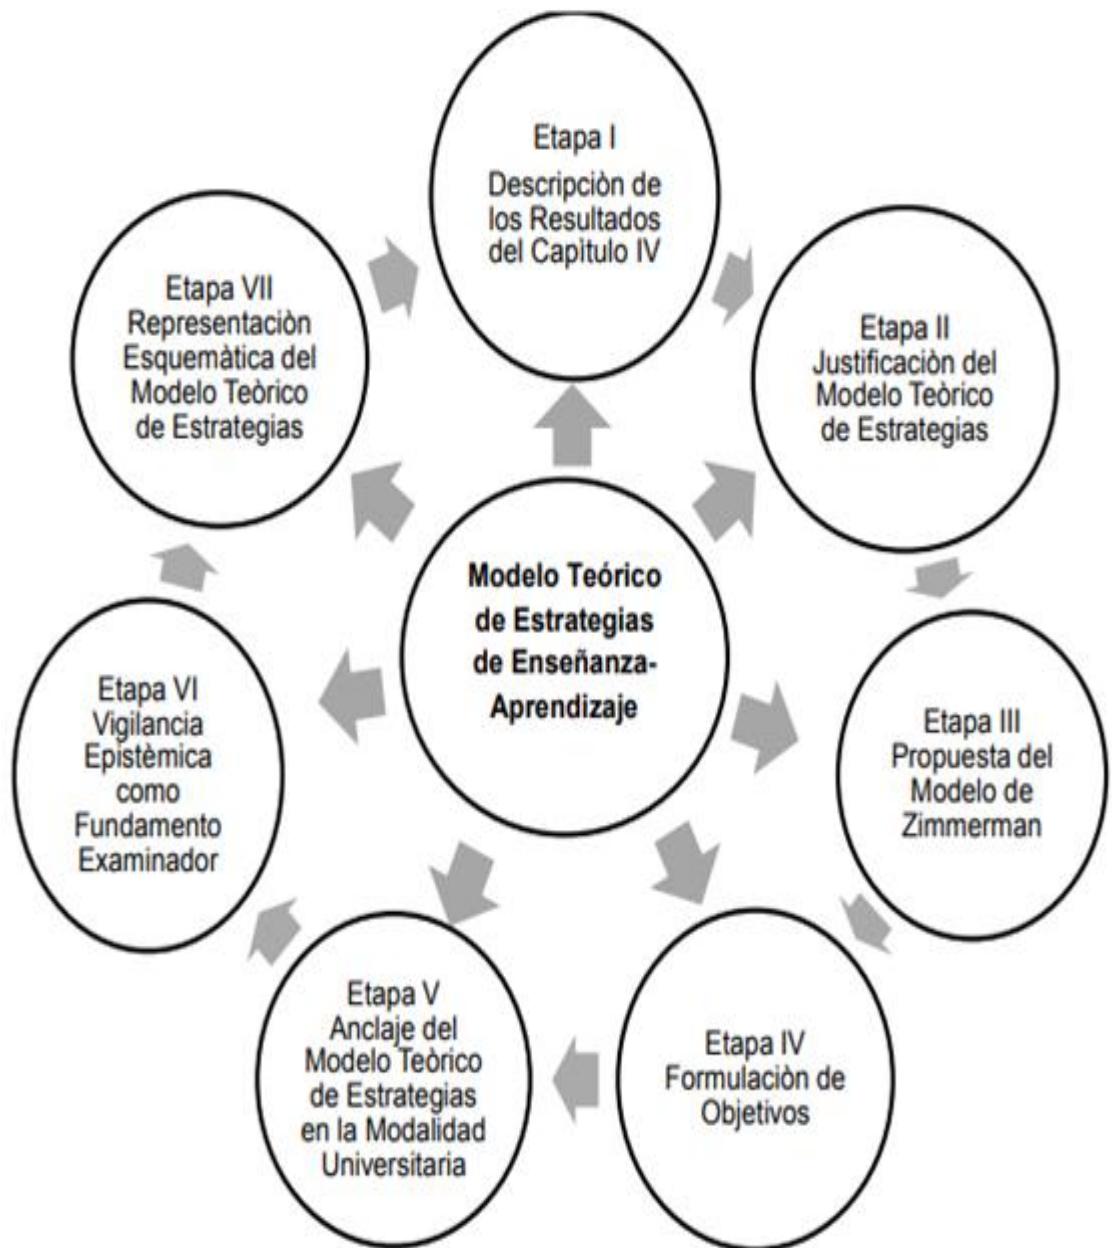 Etapa I
Descripciòn de
los Resultados
del Capìtulo IV
Etapa II
Justificaciòn del
Modelo Teòrico
de Estrategias
Etapa III
Propuesta del
Modelo de
Zimmerman
Etapa IV
Formulaciòn de
Objetivos
Etapa V
Anclaje del
Modelo Teòrico
de Estrategias
en la Modalidad
Universitaria
Etapa VI
Vigilancia
Epistèmica
como
Fundamento
Examinador
Etapa VII
Representaciòn
Esquemàtica del
Modelo Teòrico
de Estrategias
Modelo Teórico
de Estrategias
de Enseñanza-
Aprendizaje